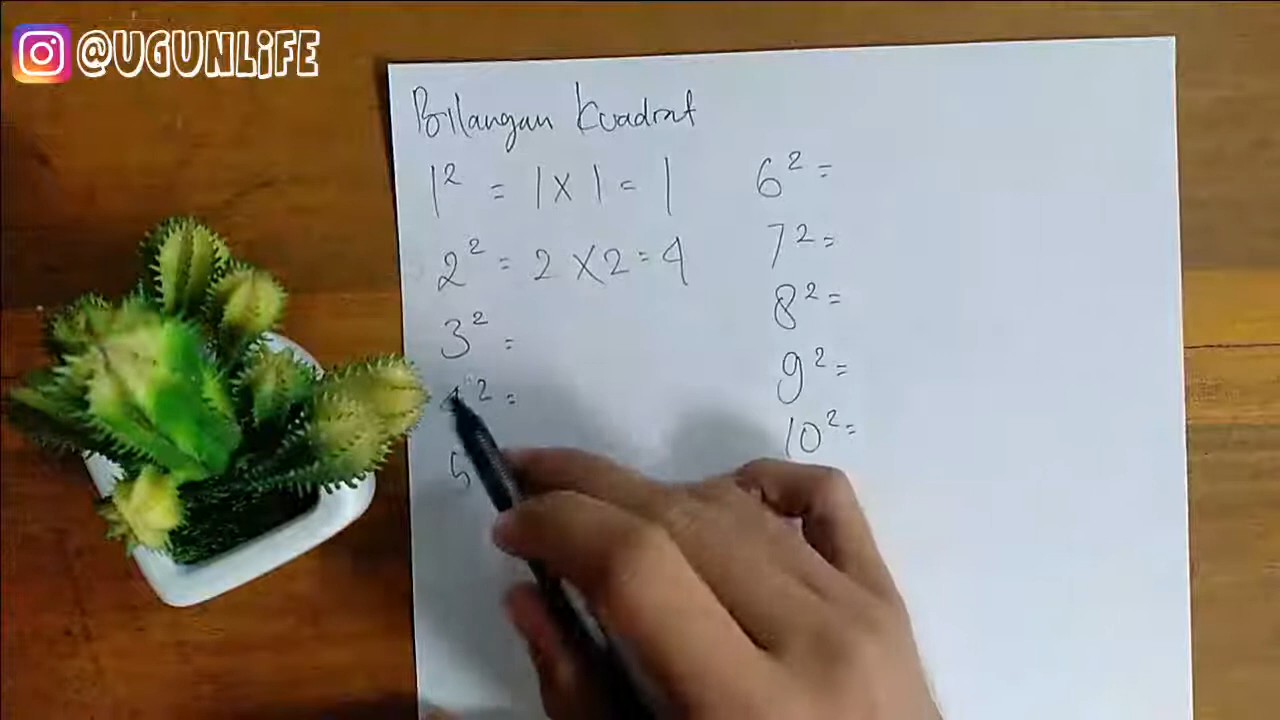 @UGUNLIFE
Bilangan Kuadrat
1² = 1 x 1 = 1
2² = 2 x 2 = 4
3² =
4² =
5
6² =
7² =
8² =
9² =
10² =